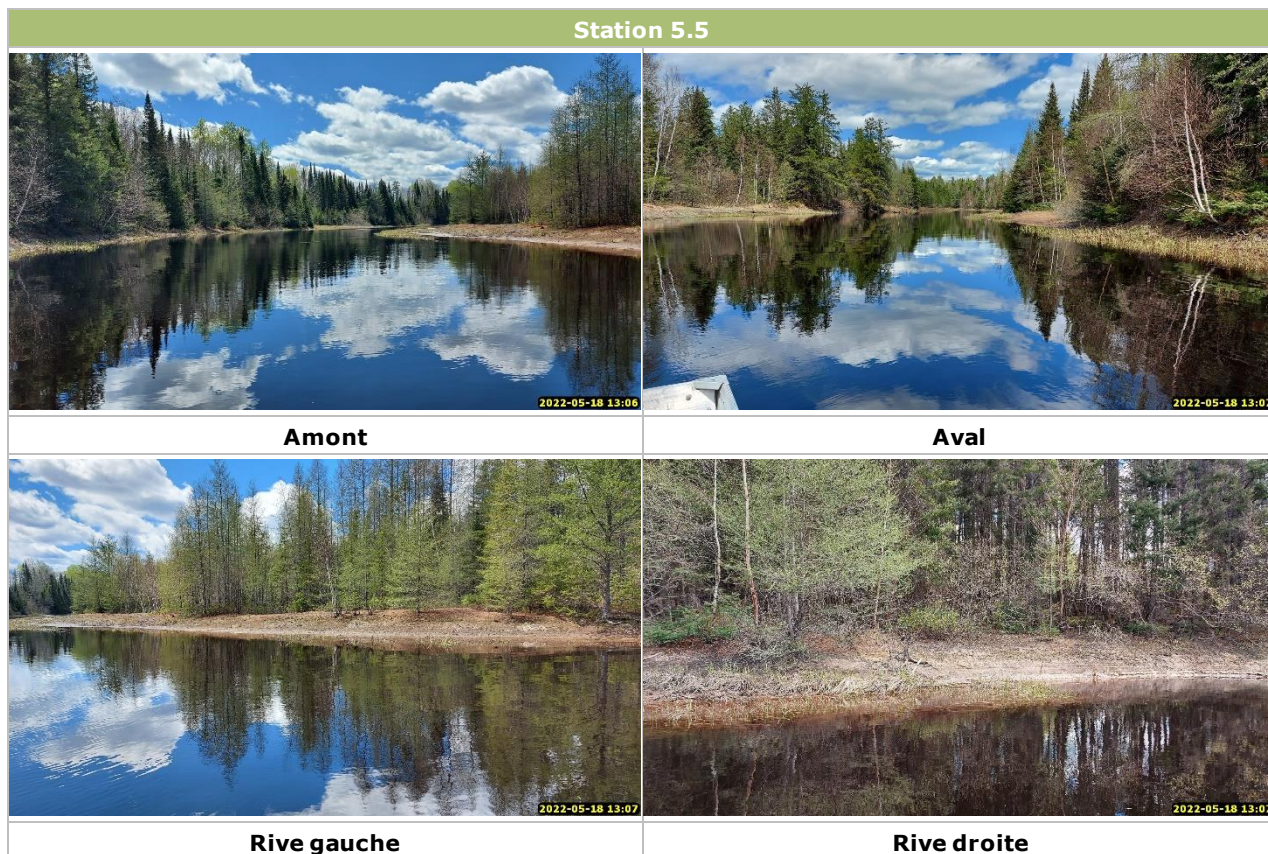 Station 5.5
2022-05-18 13:06
2022-05-18 13:07
Amont
Aval
2022-05-18 13:07
2022-05-18 13:07
Rive gauche
Rive droite